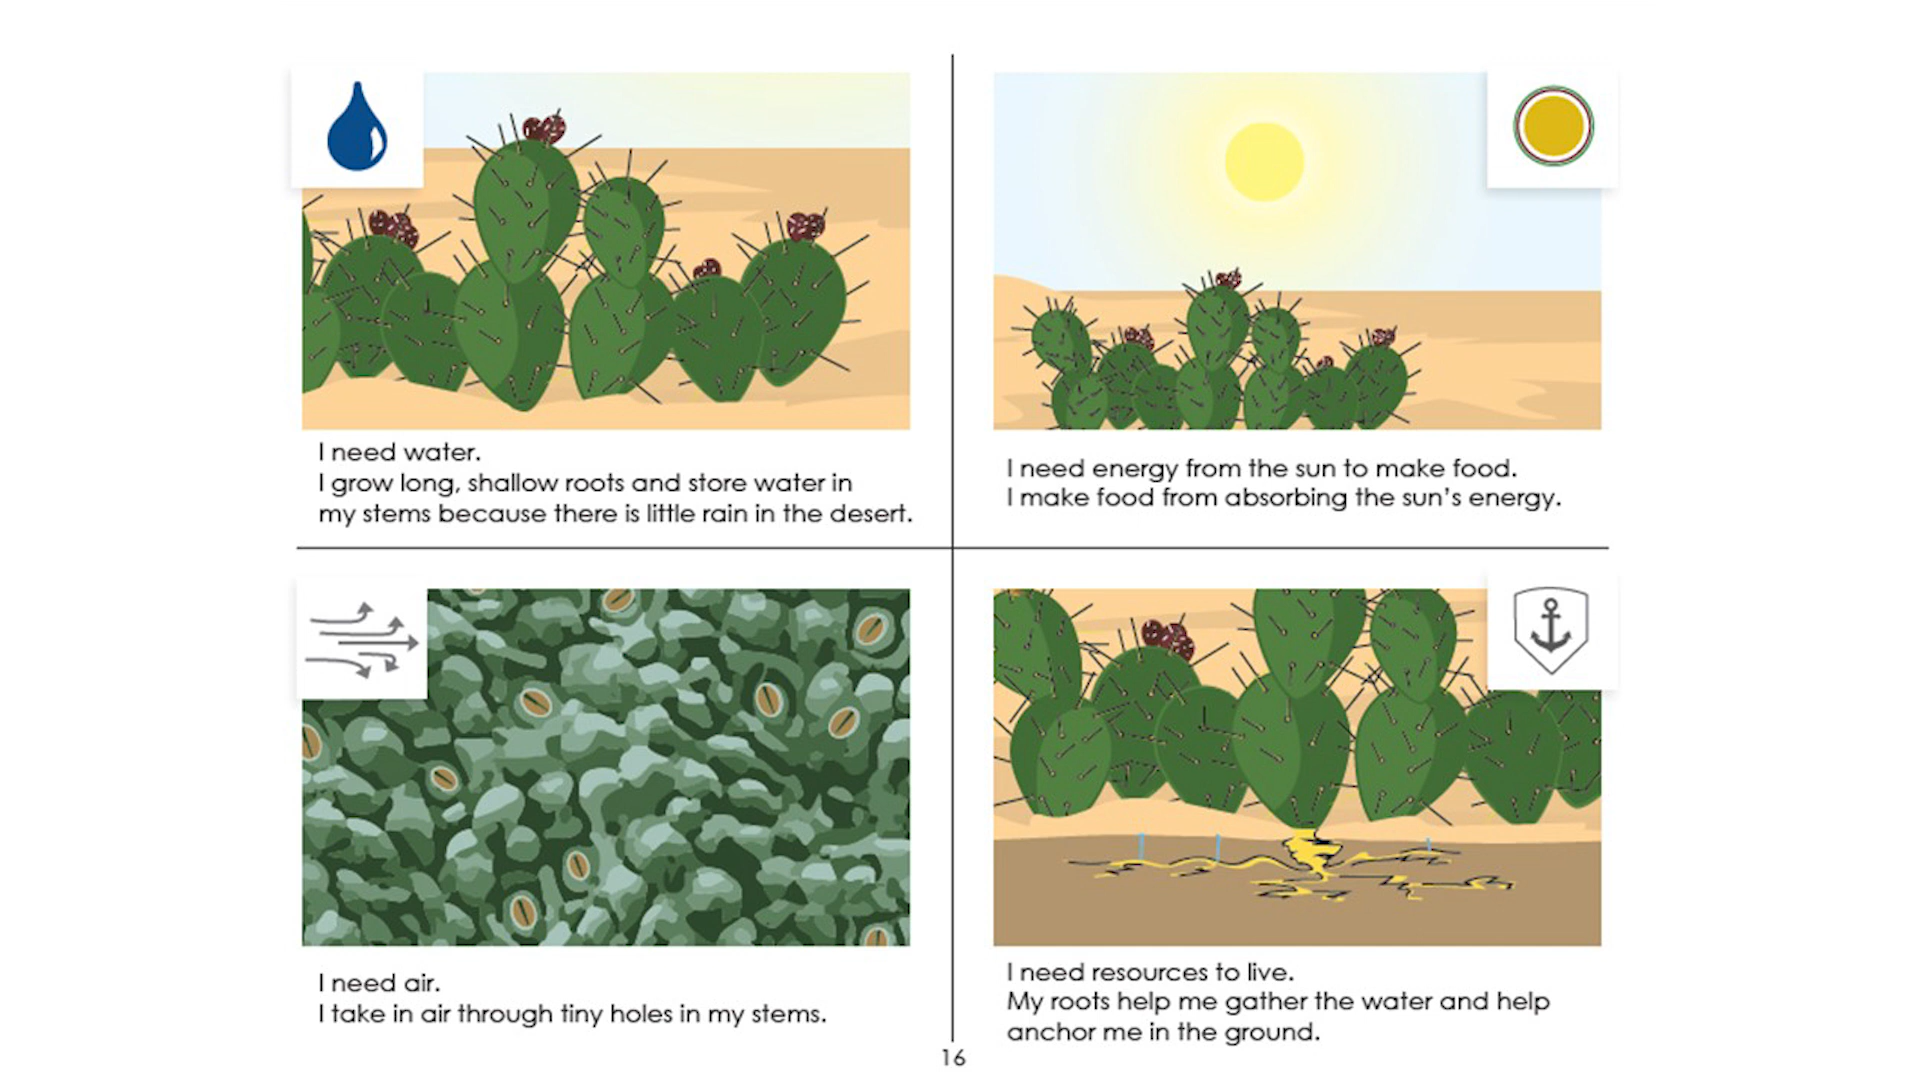 I need water.
I grow long, shallow roots and store water in
my stems because there is little rain in the desert.
I need energy from the sun to make food.
I make food from absorbing the sun’s energy.
I need air.
I take in air through tiny holes in my stems.
I need resources to live.
My roots help me gather the water and help
anchor me in the ground.
16